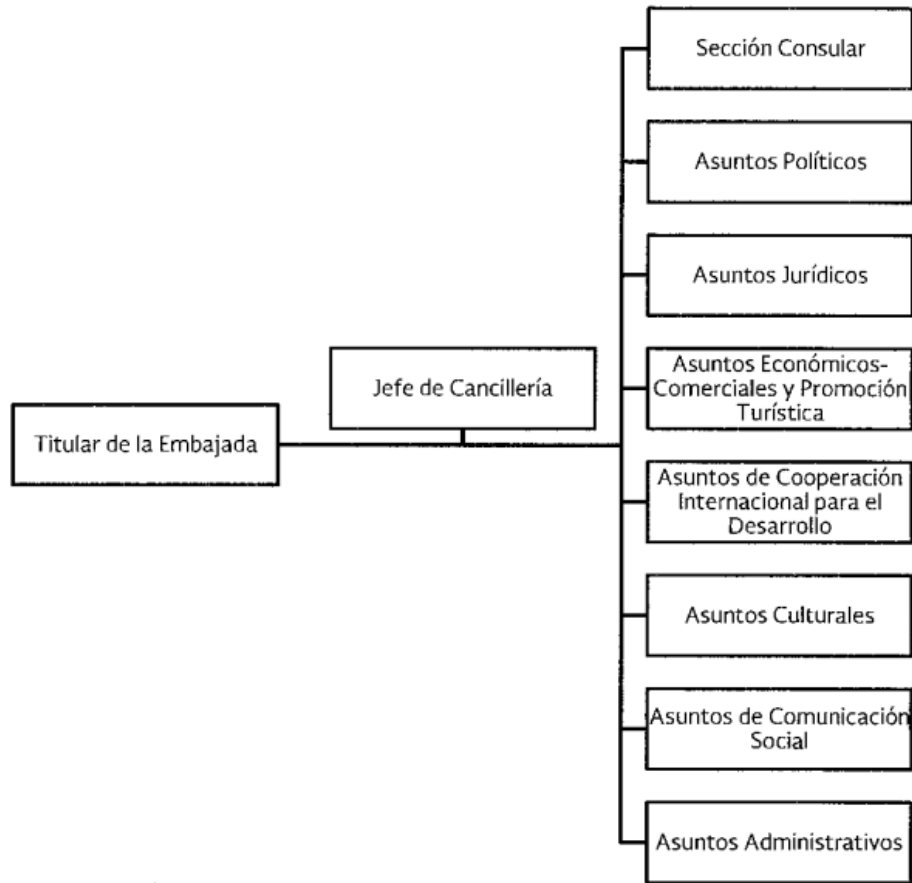 Sección Consular
Asuntos Políticos
Asuntos Jurídicos
Asuntos Económicos-
Comerciales y Promoción
Turística
Jefe de Cancillería
Titular de la Embajada
Asuntos de Cooperación
Internacional para el
Desarrollo
Asuntos Culturales
Asuntos de Comunicación
Social
Asuntos Administrativos